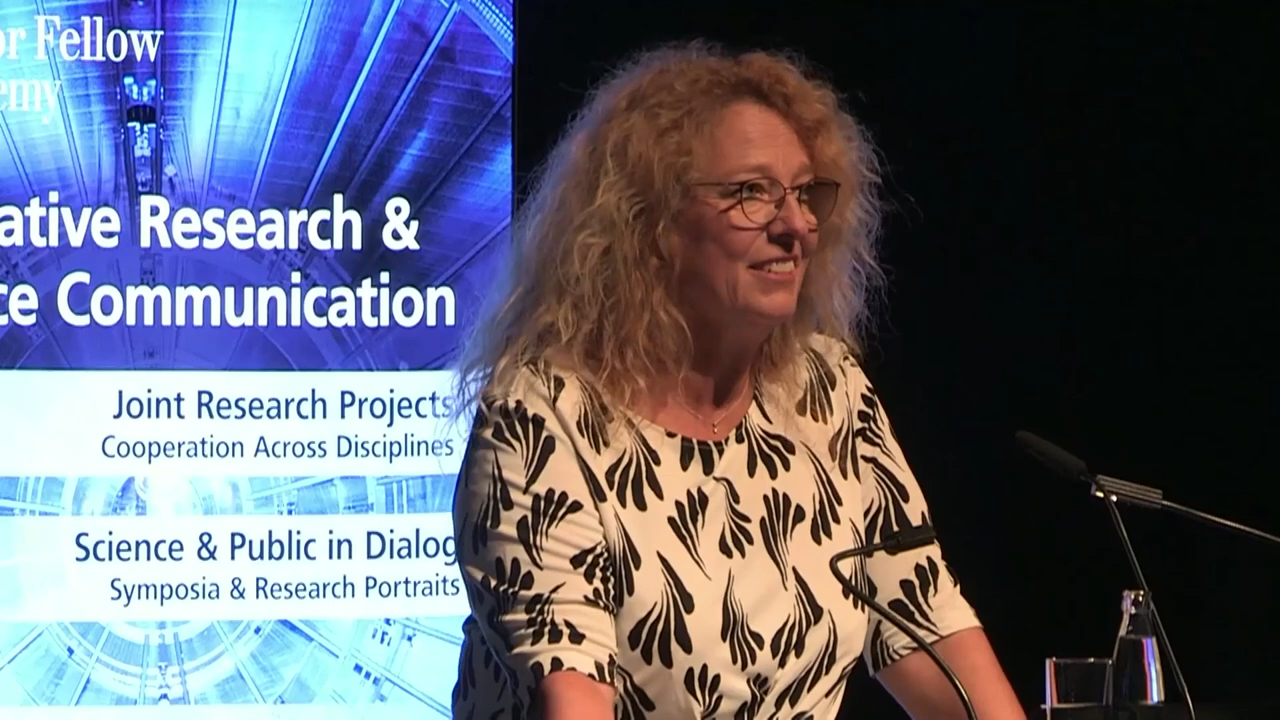 or Fellow
emy
ative Research &
ce Communication
Joint Research Projects
Cooperation Across Disciplines
Science & Public in Dialog
Symposia & Research Portraits